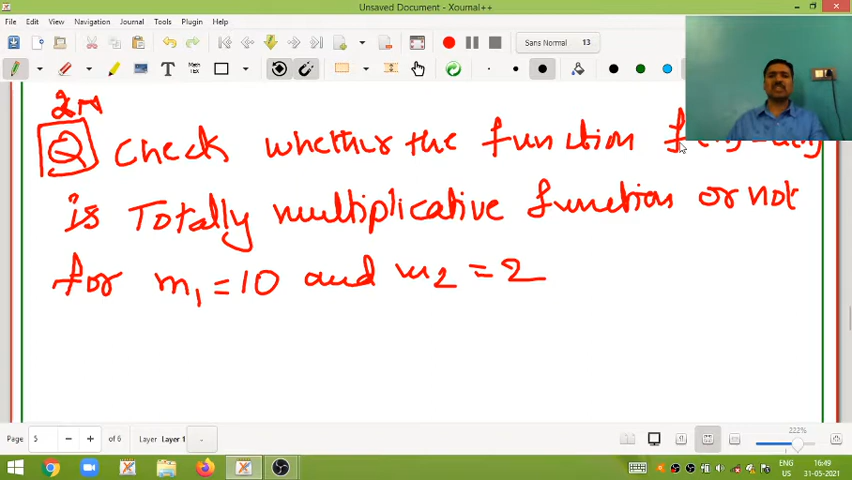 Unsaved Document - Xournal++
File Edit View Navigation Journal Tools Plugin Help
Sans Normal 13
2M
Q Check whether the function
is Totally multiplicative function or not
for m1 = 10 and m2 = 2
Page 5 of 6 Layer Layer 1 222%
ENG 16:49
US 31-05-2021